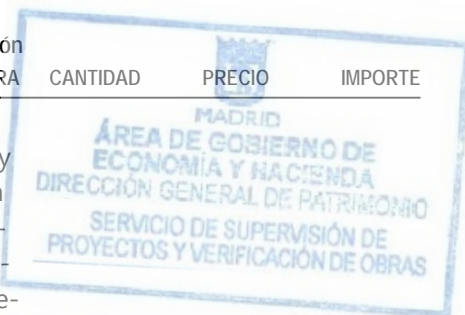 ón
RA CANTIDAD PRECIO IMPORTE
MADRID
ÁREA DE GOBIERNO DE
y
ECONOMÍA Y HACIENDA
DIRECCIÓN GENERAL DE PATRIMONIO
SERVICIO DE SUPERVISIÓN DE
-
PROYECTOS Y VERIFICACIÓN DE OBRAS
-
e-